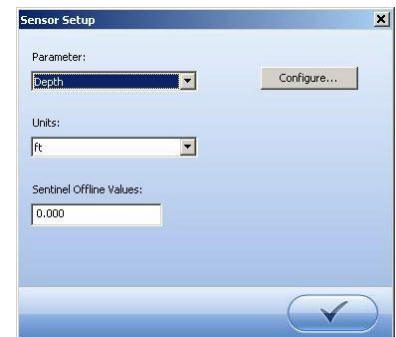 Sensor Setup
Parameter:
Depth
Configure...
Units:
ft
Sentinel Offline Values:
0.000